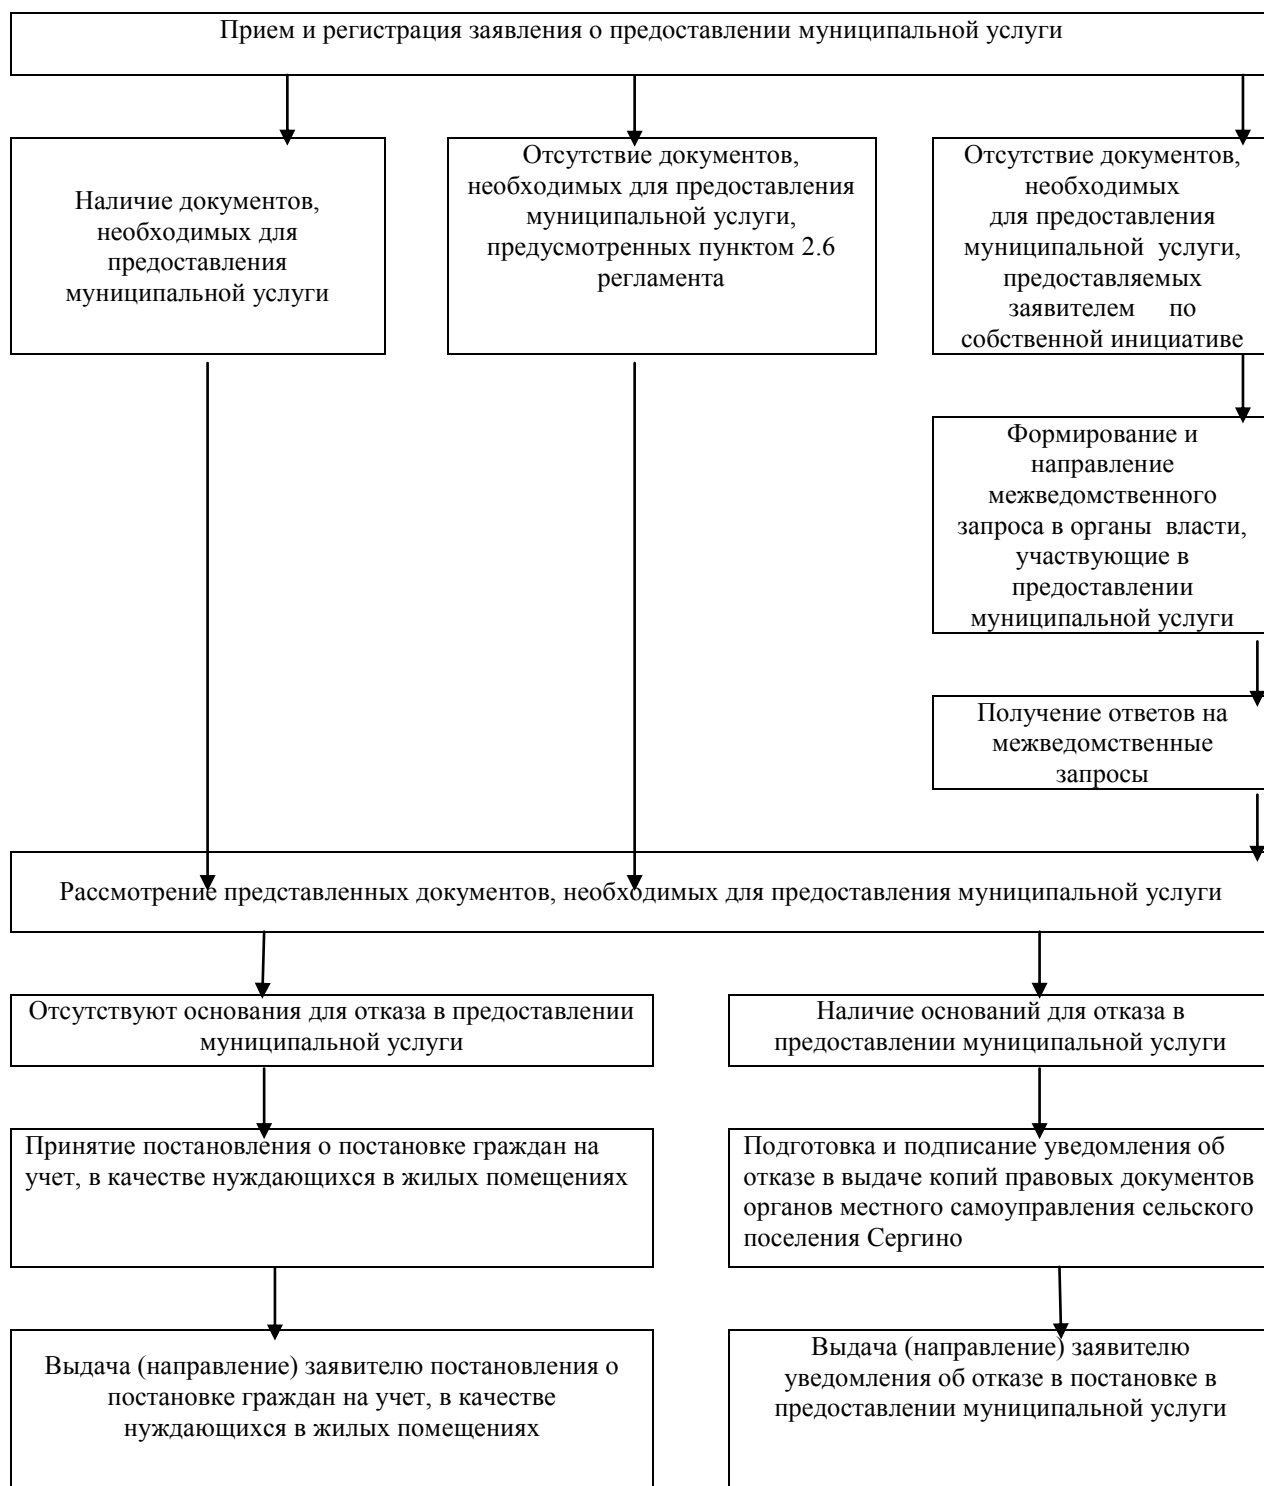 Прием и регистрация заявления о предоставлении муниципальной услуги
Наличие документов,
необходимых для
предоставления
муниципальной услуги
Отсутствие документов,
необходимых для предоставления
муниципальной услуги,
предусмотренных пунктом 2.6
регламента
Отсутствие документов,
необходимых
для предоставления
муниципальной услуги,
предоставляемых
заявителем по
собственной инициативе
Формирование и
направление
межведомственного
запроса в органы власти,
участвующие в
предоставлении
муниципальной услуги
Получение ответов на
межведомственные
запросы
Рассмотрение представленных документов, необходимых для предоставления муниципальной услуги
Отсутствуют основания для отказа в предоставлении
муниципальной услуги
Наличие оснований для отказа в
предоставлении муниципальной услуги
Принятие постановления о постановке граждан на
учет, в качестве нуждающихся в жилых помещениях
Подготовка и подписание уведомления об
отказе в выдаче копий правовых документов
органов местного самоуправления сельского
поселения Сергино
Выдача (направление) заявителю постановления о
постановке граждан на учет, в качестве
нуждающихся в жилых помещениях
Выдача (направление) заявителю
уведомления об отказе в постановке в
предоставлении муниципальной услуги